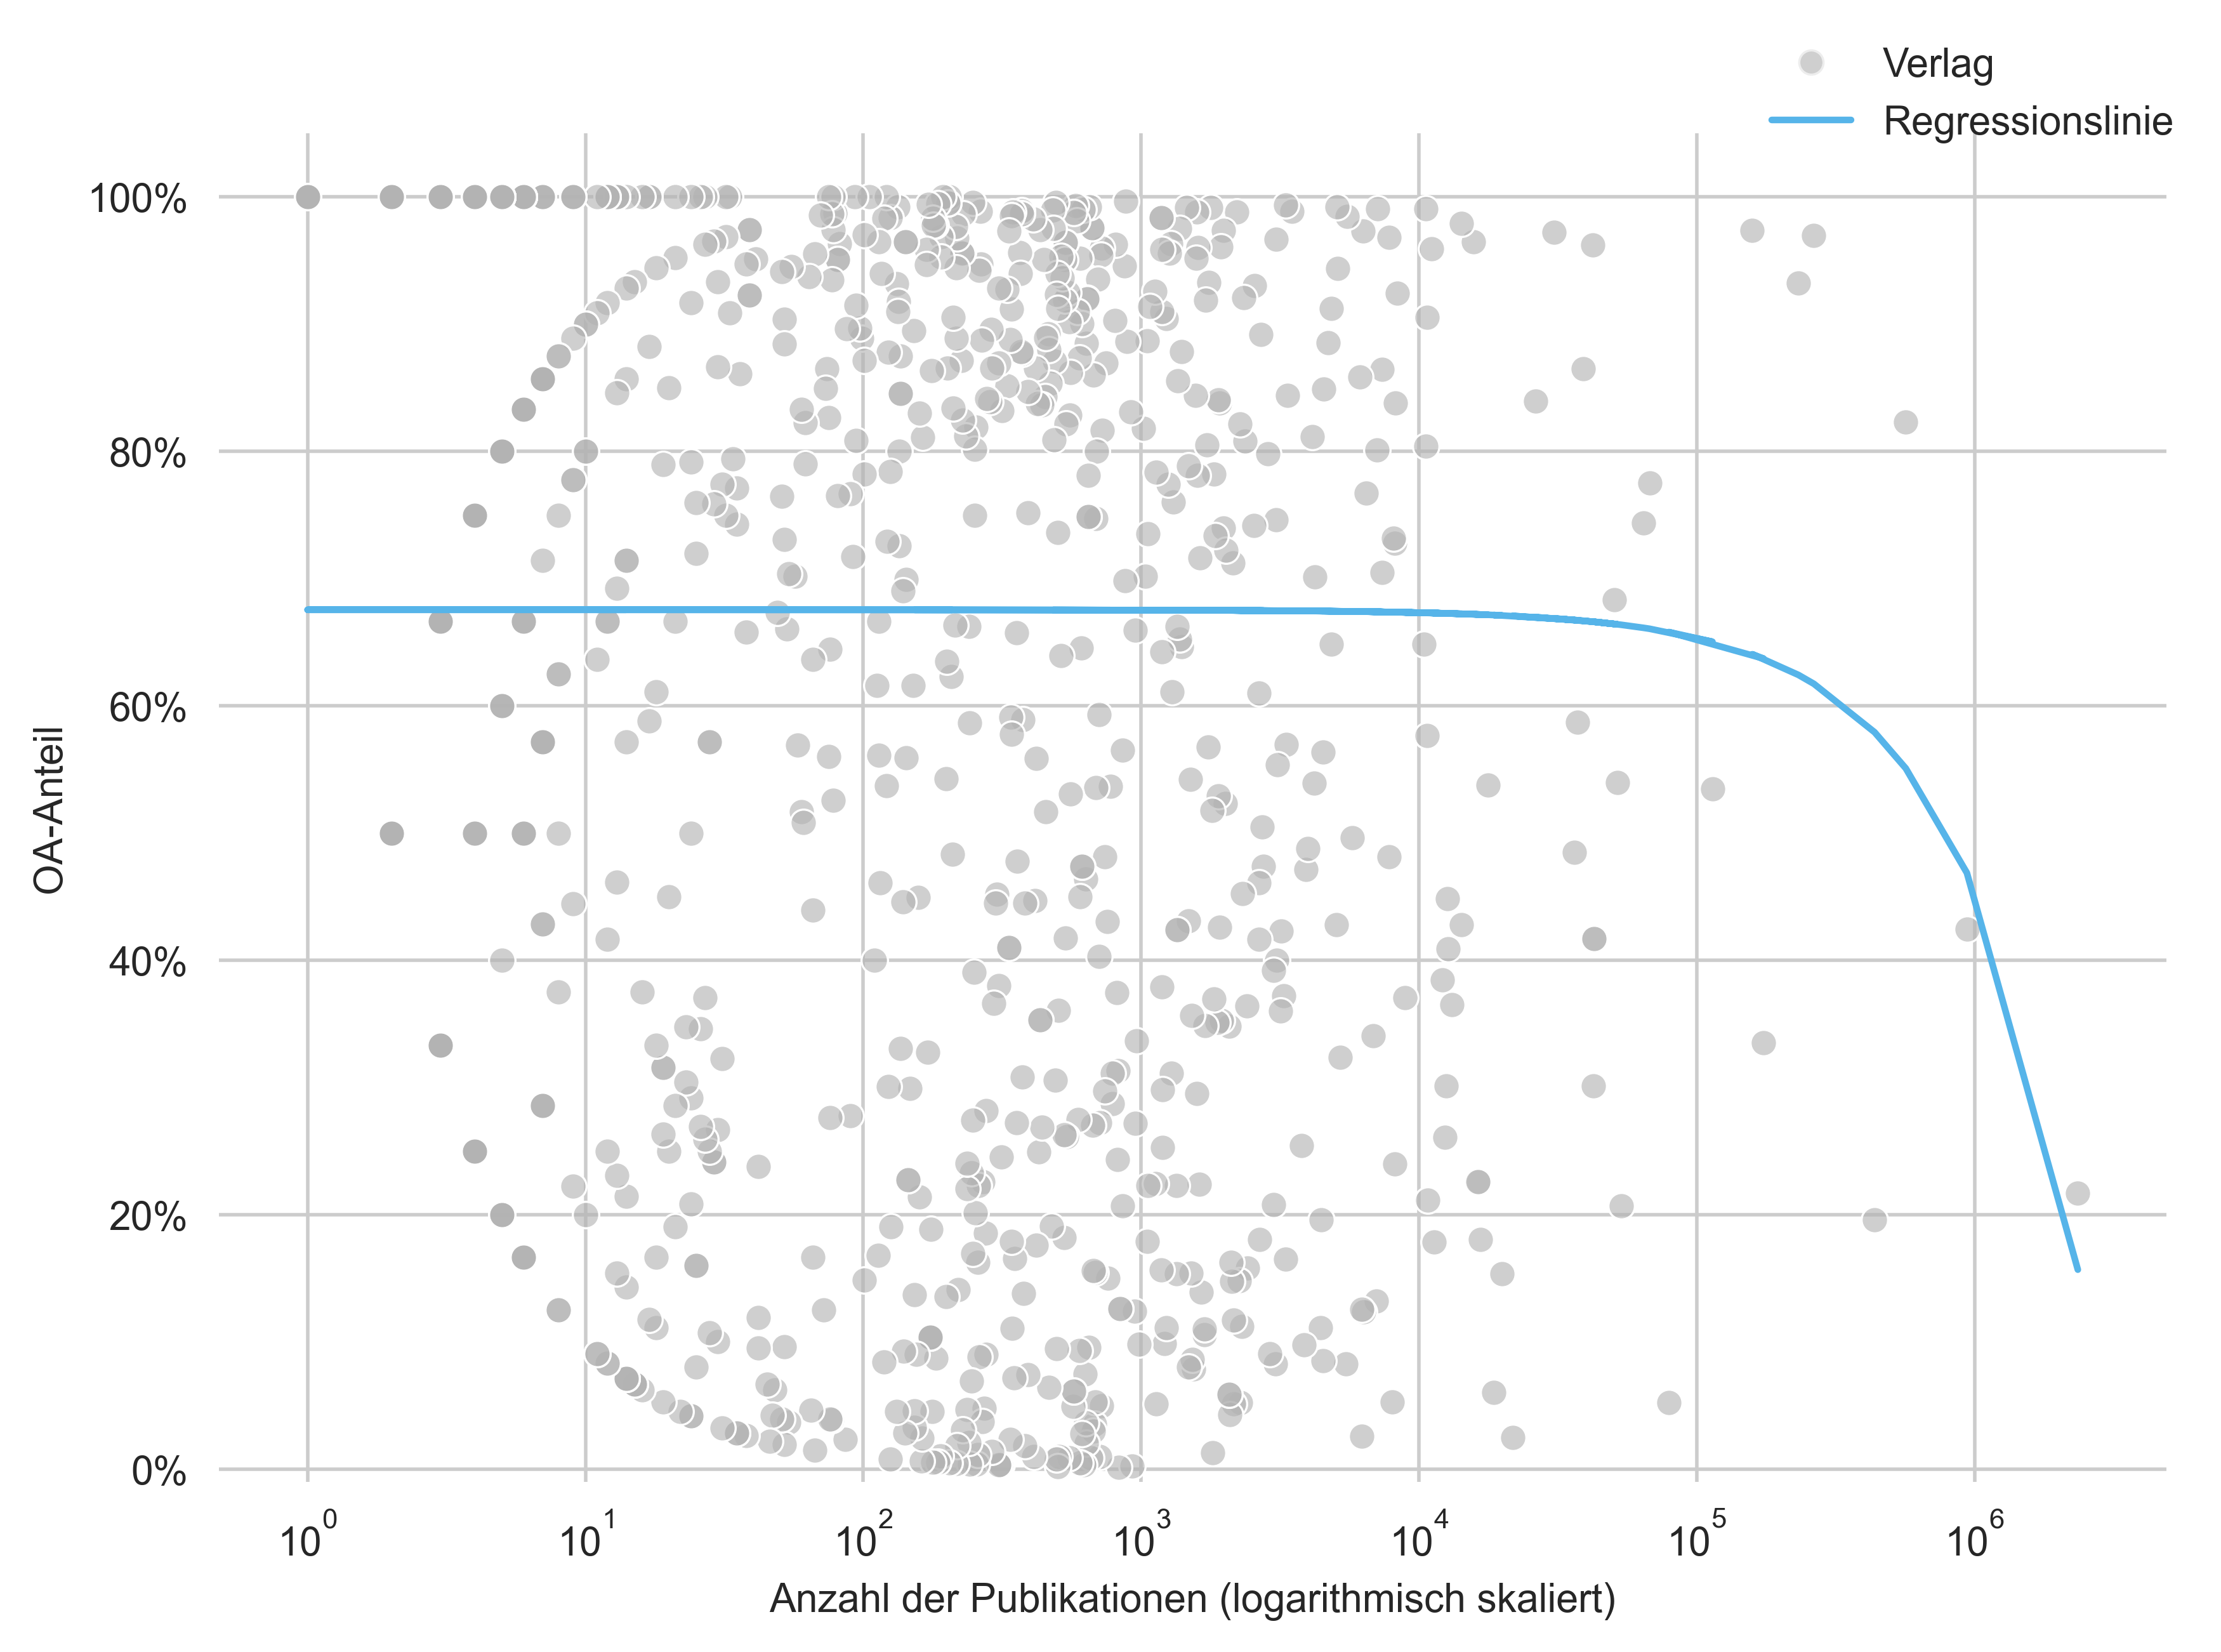 Verlag
Regressionslinie
100%
80%
60%
40%
20%
0%
OA-Anteil
10^0 10^1 10^2 10^3 10^4 10^5 10^6
Anzahl der Publikationen (logarithmisch skaliert)